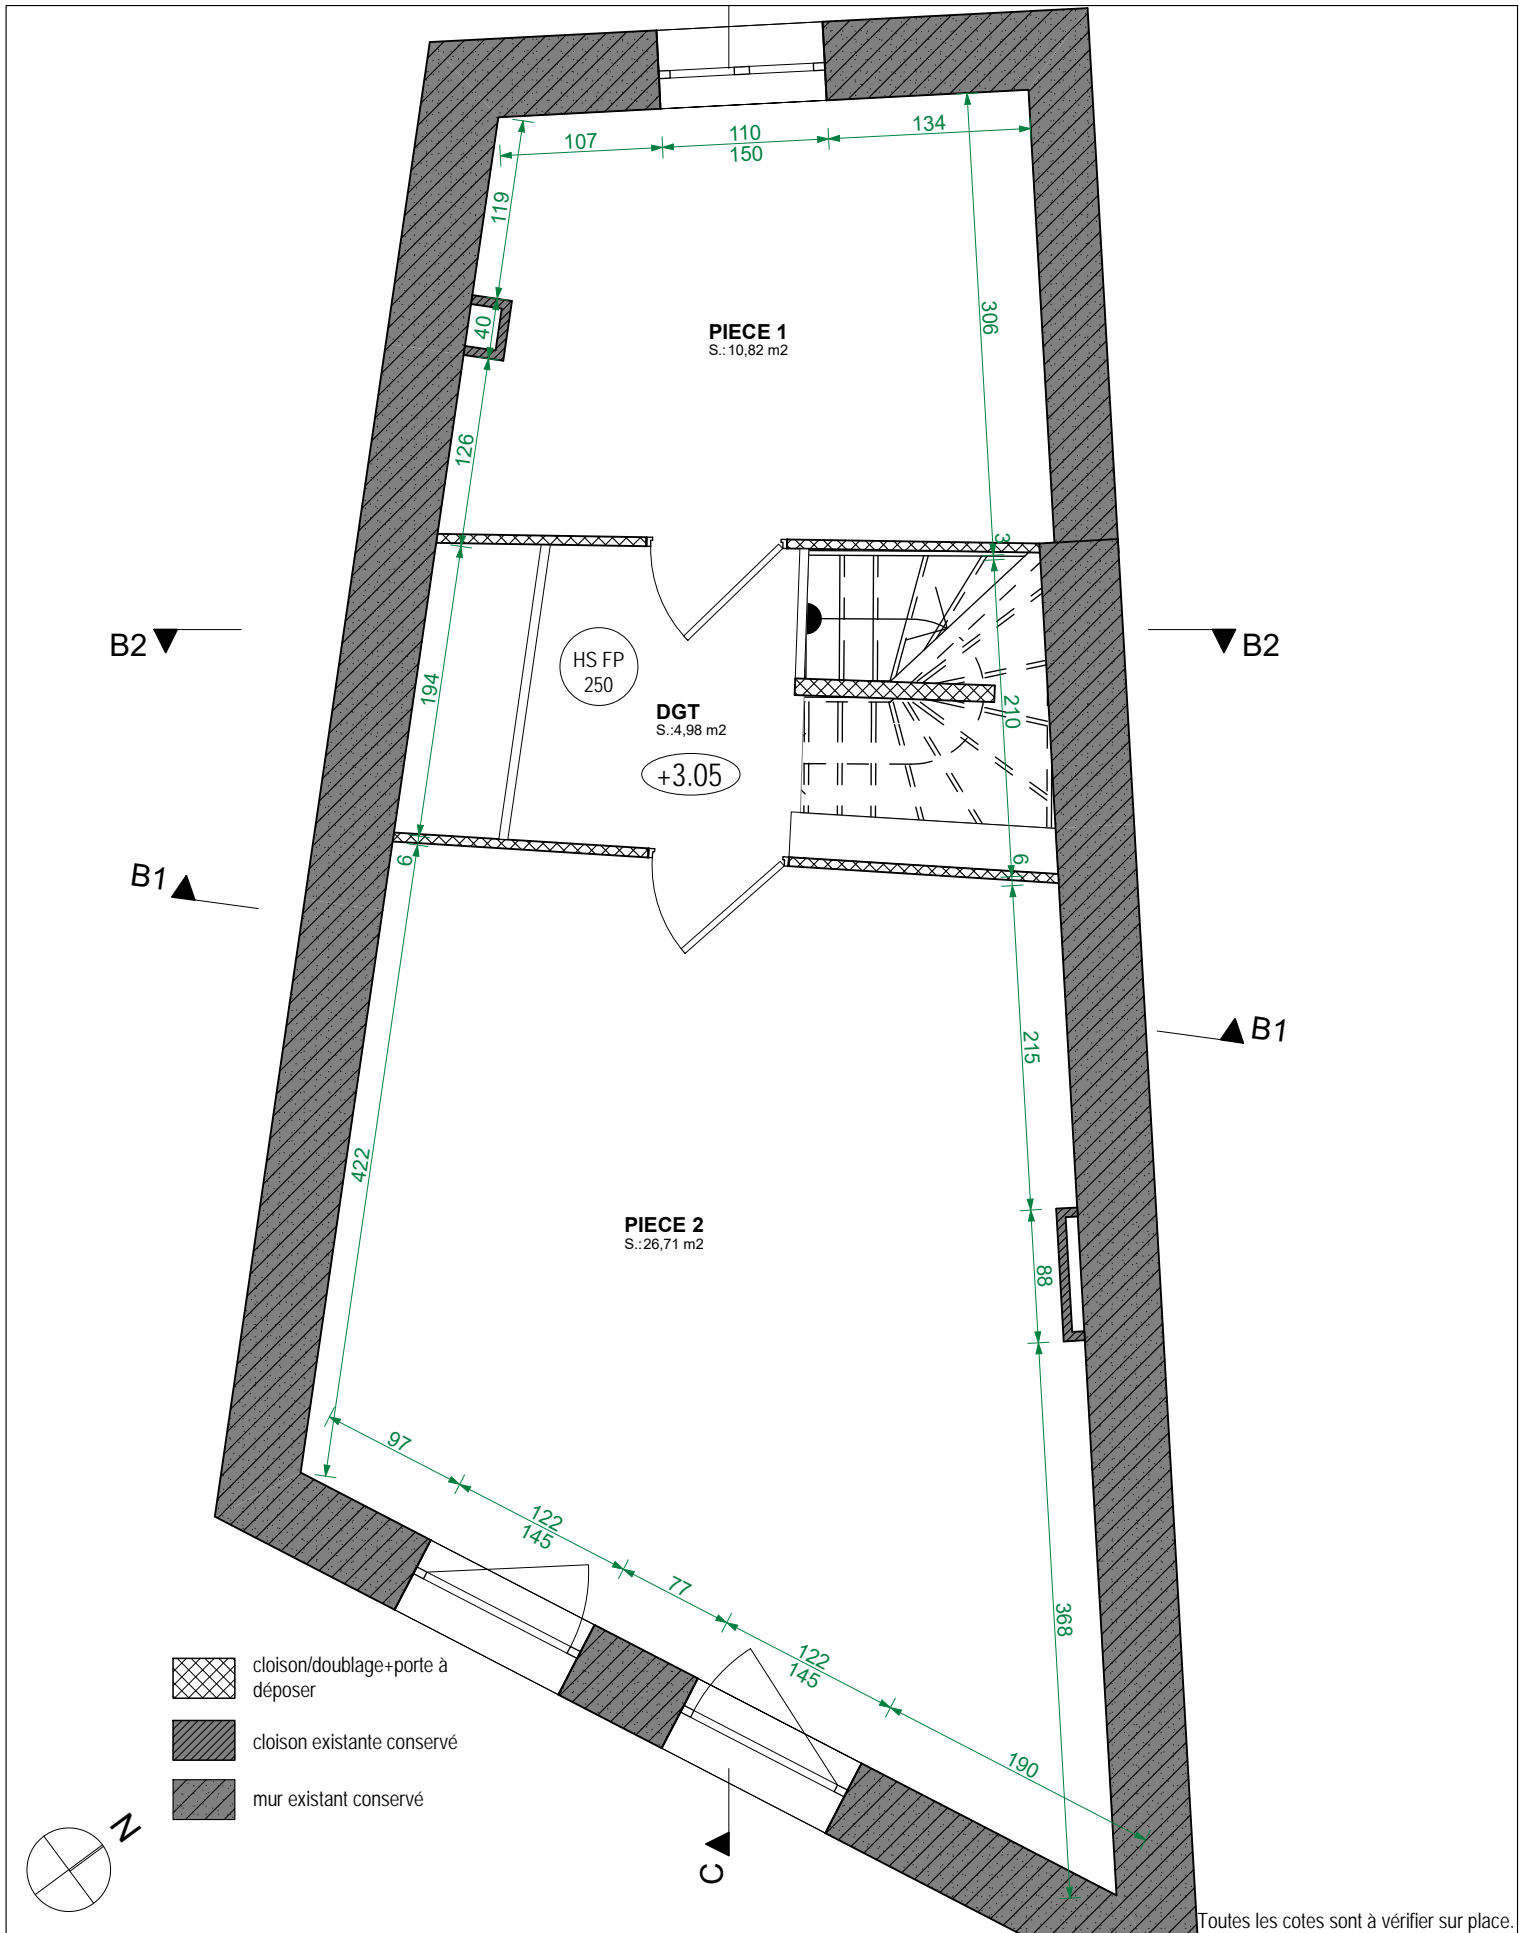 107
110
150
134
119
40
126
306
PIECE 1
S.: 10,82 m2
3
B2
B2
194
HS FP
250
DGT
S.:4,98 m2
+3.05
210
6
6
B1
B1
215
422
88
PIECE 2
S.:26,71 m2
97
122
145
77
122
145
190
368
cloison/doublage+porte à
déposer
cloison existante conservé
mur existant conservé
N
C
Toutes les cotes sont à vérifier sur place.